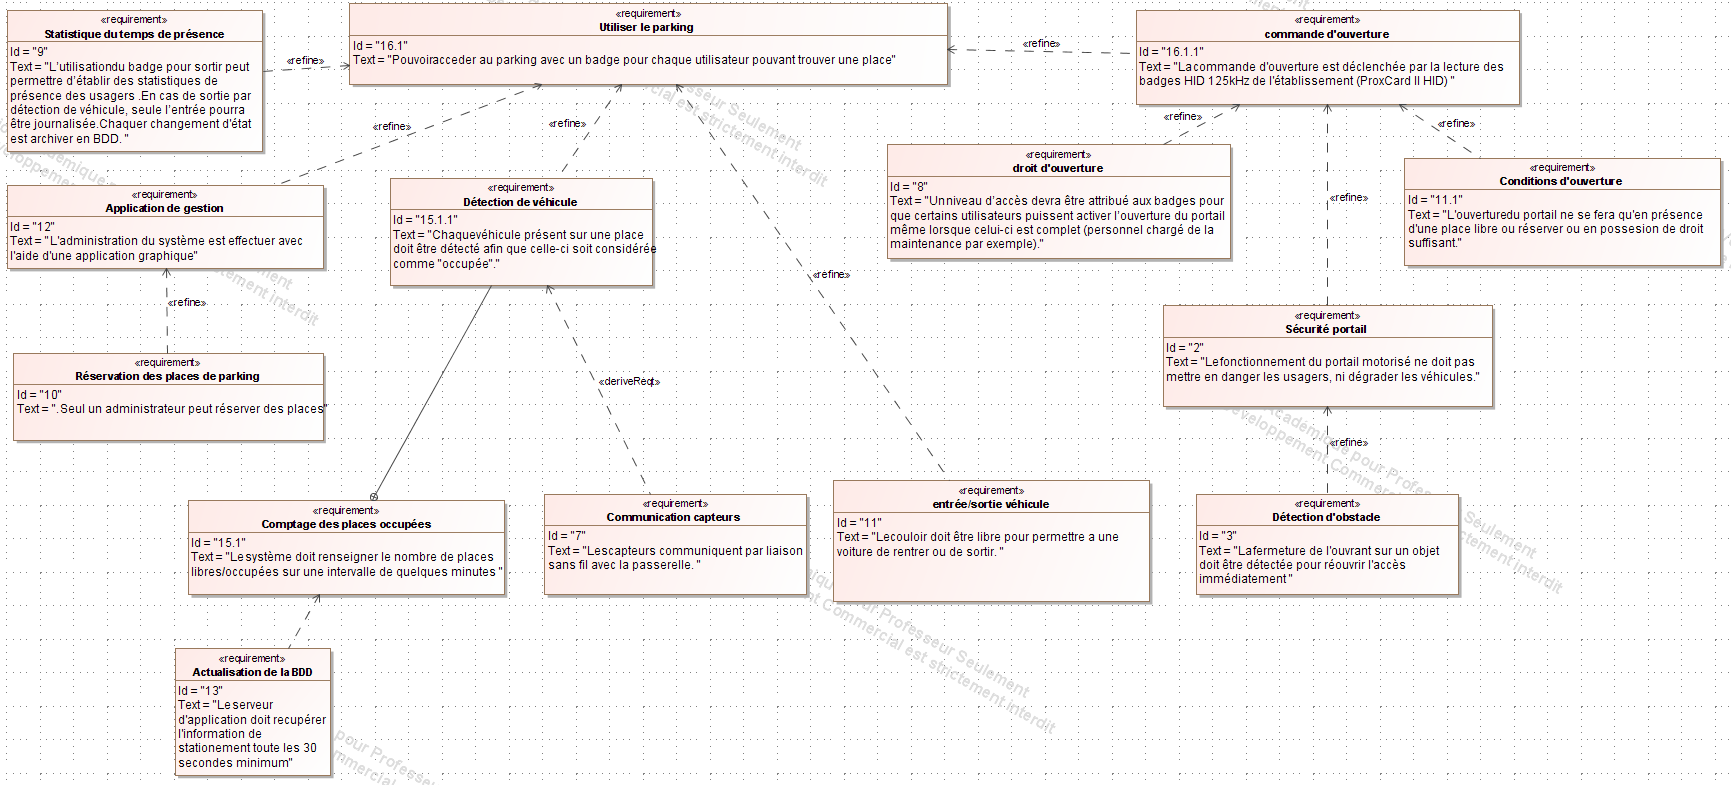 «requirement»
Statistique du temps de présence
Id = "9"
Text = "L'utilisationdu badge pour sortir peut
permettre d'établir des statistiques de
présence des usagers .En cas de sortie par
détection de véhicule, seule l'entrée pourra
être journalisée.Chaquer changement d'état
est archiver en BDD. "
«refine»
«requirement»
Utiliser le parking
Id = "16.1"
Text = "Pouvoiracceder au parking avec un badge pour chaque utilisateur pouvant trouver une place"
«refine»
«requirement»
commande d'ouverture
Id = "16.1.1"
Text = "Lacommande d'ouverture est déclenchée par la lecture des
badges HID 125kHz de l'établissement (ProxCard II HID) "
«refine»
«refine»
«refine»
«refine»
«requirement»
droit d'ouverture
Id = "8"
Text = "Unniveau d'accès devra être attribué aux badges pour
que certains utilisateurs puissent activer l'ouverture du portail
même lorsque celui-ci est complet (personnel chargé de la
maintenance par exemple)."
«refine»
«requirement»
Conditions d'ouverture
Id = "11.1"
Text = "L'ouverturedu portail ne se fera qu'en présence
d'une place libre ou réserver ou en possesion de droit
suffisant."
«requirement»
Application de gestion
Id = "12"
Text = "L'administration du système est effectuer avec
l'aide d'une application graphique"
«requirement»
Détection de véhicule
Id = "15.1.1"
Text = "Chaquevéhicule présent sur une place
doit être détecté afin que celle-ci soit considérée
comme "occupée"."
«refine»
«refine»
«requirement»
Sécurité portail
Id = "2"
Text = "Lefonctionnement du portail motorisé ne doit pas
mettre en danger les usagers, ni dégrader les véhicules."
«requirement»
Réservation des places de parking
Id = "10"
Text = ".Seul un administrateur peut réserver des places"
«deriveReqt»
«refine»
«requirement»
Comptage des places occupées
Id = "15.1"
Text = "Lesystème doit renseigner le nombre de places
libres/occupées sur une intervalle de quelques minutes "
«requirement»
Communication capteurs
Id = "7"
Text = "Lescapteurs communiquent par liaison
sans fil avec la passerelle. "
«requirement»
entrée/sortie véhicule
Id = "11"
Text = "Lecouloir doit être libre pour permettre a une
voiture de rentrer ou de sortir. "
«requirement»
Détection d'obstacle
Id = "3"
Text = "Lafermeture de l'ouvrant sur un objet
doit être détectée pour réouvrir l'accès
immédiatement "
«requirement»
Actualisation de la BDD
Id = "13"
Text = "Leserveur
d'application doit recupérer
l'information de
stationement toute les 30
secondes minimum"